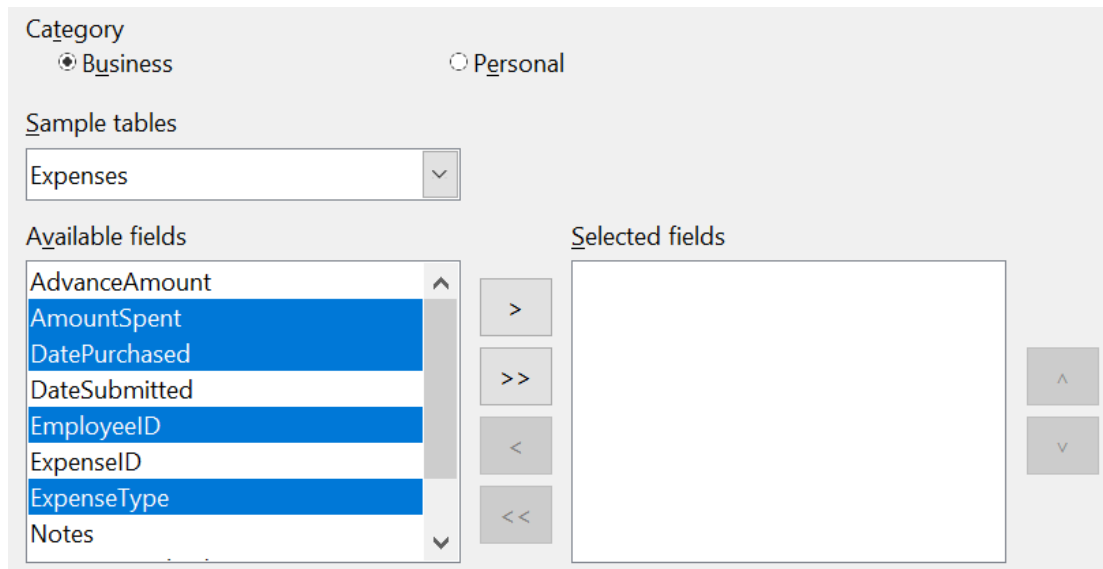 Category
Business Personal
Sample tables
Expenses
Available fields Selected fields
AdvanceAmount
AmountSpent
>
DatePurchased
>>
DateSubmitted
EmployeeID
<
ExpenseID
ExpenseType
<<
Notes